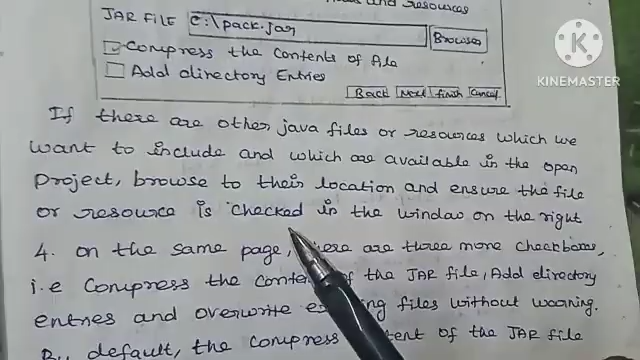 and resources
JAR FILE C:\pack.jar Browser
Compress the contents of file
Add directory Entries
Back Next finish Cancel
KINEMASTER
If there are other java files or resources which we
want to include and which are available in the open
Project, browse to their location and ensure the file
or resource is checked in the window on the right
4. on the same page, there are three more checkboxes,
i.e Compress the content of the JAR file, Add directory
entries and overwrite existing files without warning.
By default, the compress content of the JAR file